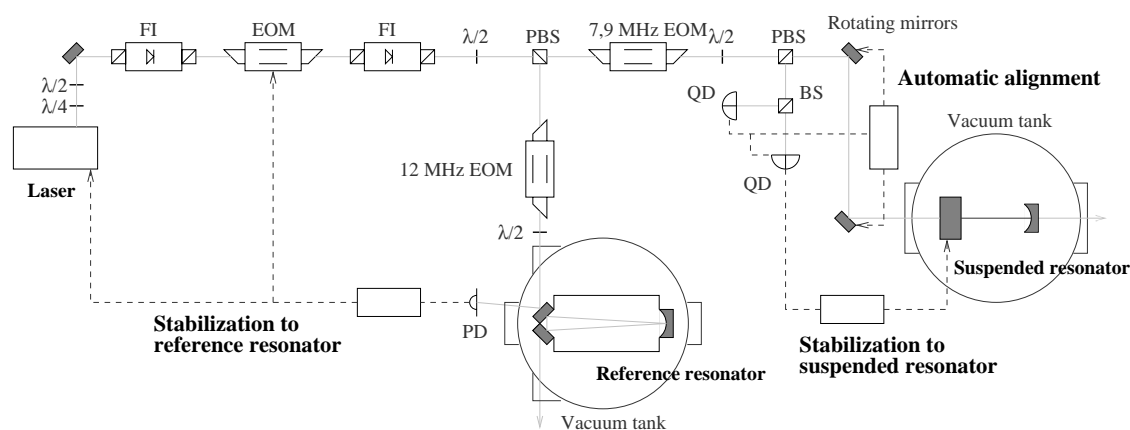 FI
EOM
FI
λ/2
PBS
7,9 MHz EOM
λ/2
PBS
Rotating mirrors
λ/2
λ/4
QD
BS
Automatic alignment
Vacuum tank
Laser
12 MHz EOM
QD
λ/2
Suspended resonator
PD
Stabilization to
reference resonator
Reference resonator
Stabilization to
suspended resonator
Vacuum tank